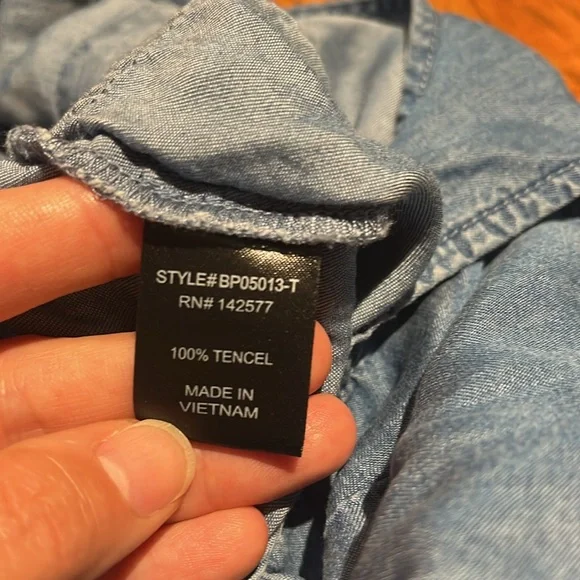 STYLE# BP05013-T
RN# 142577
100% TENCEL
MADE IN
VIETNAM